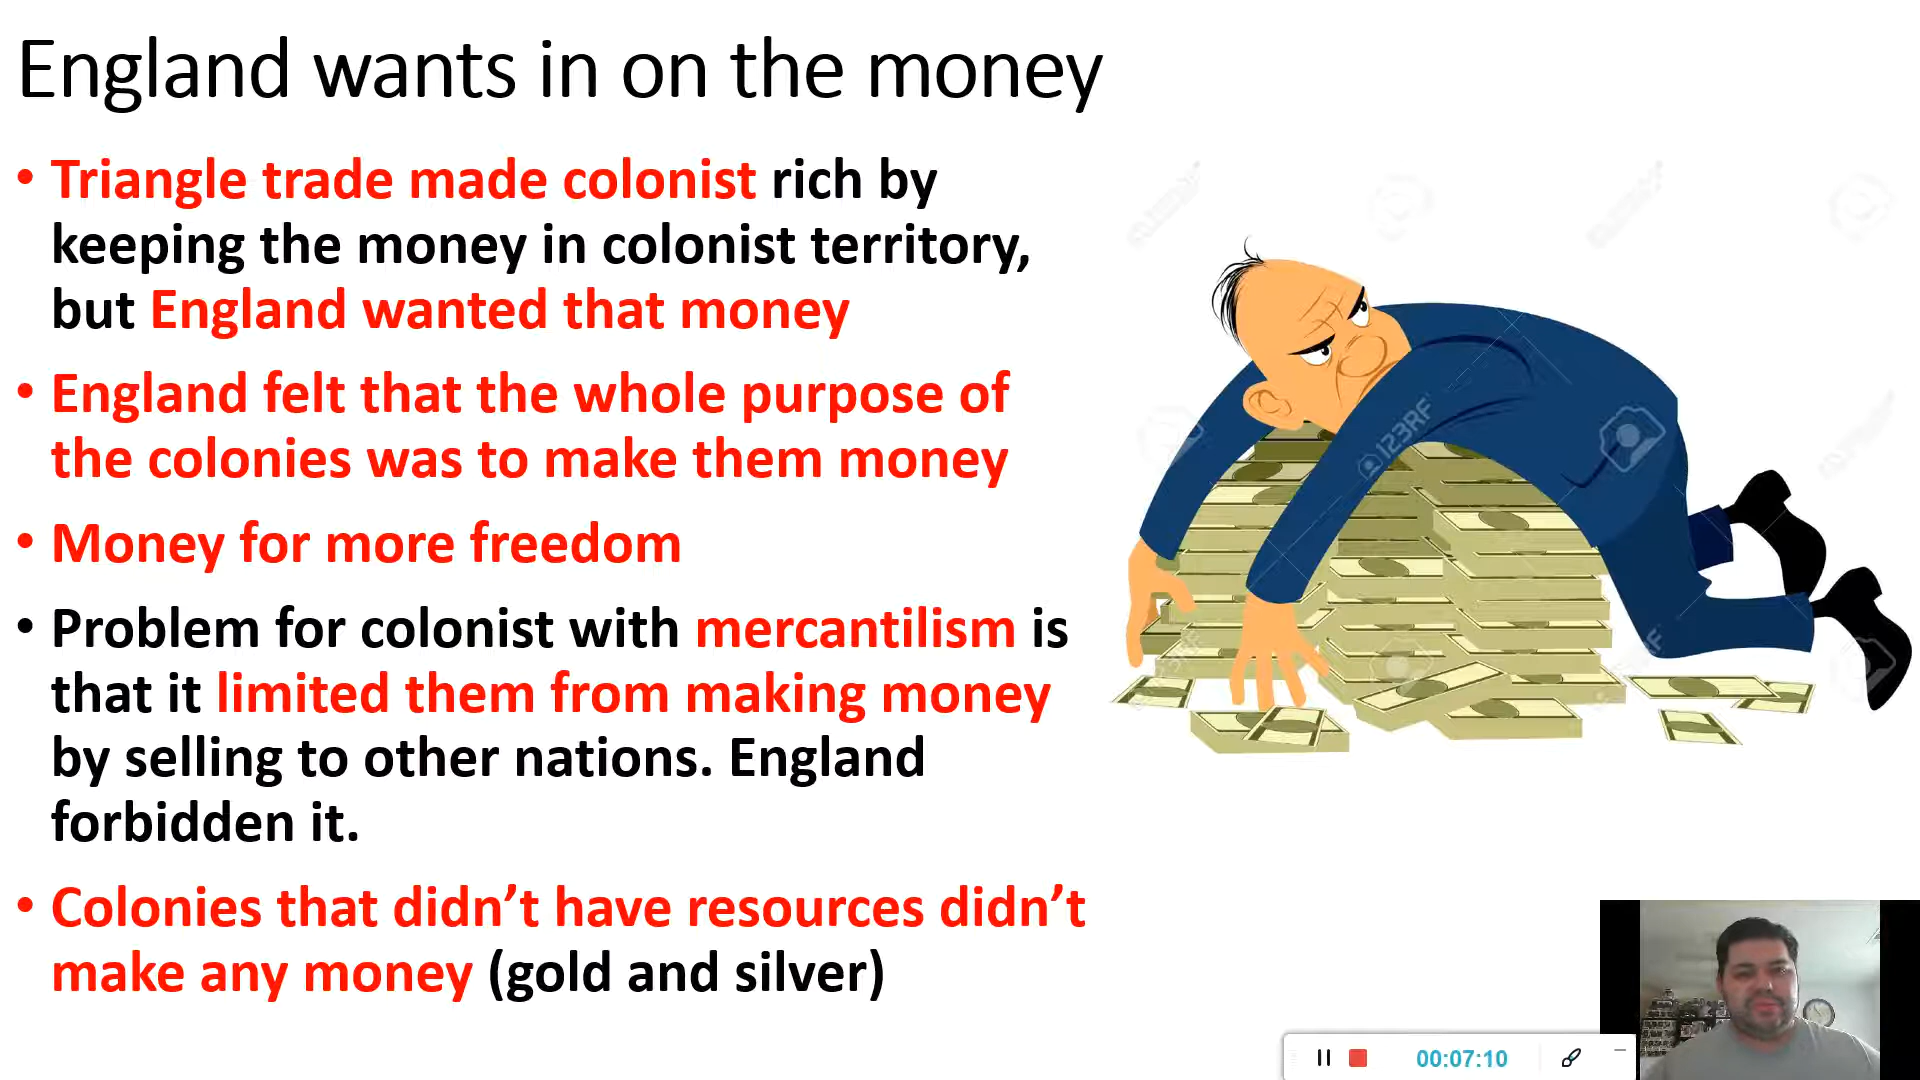 England wants in on the money
• Triangle trade made colonist rich by
keeping the money in colonist territory,
but England wanted that money
• England felt that the whole purpose of
the colonies was to make them money
• Money for more freedom
• Problem for colonist with mercantilism is
that it limited them from making money
by selling to other nations. England
forbidden it.
• Colonies that didn’t have resources didn’t
make any money (gold and silver)
123RF
00:07:10